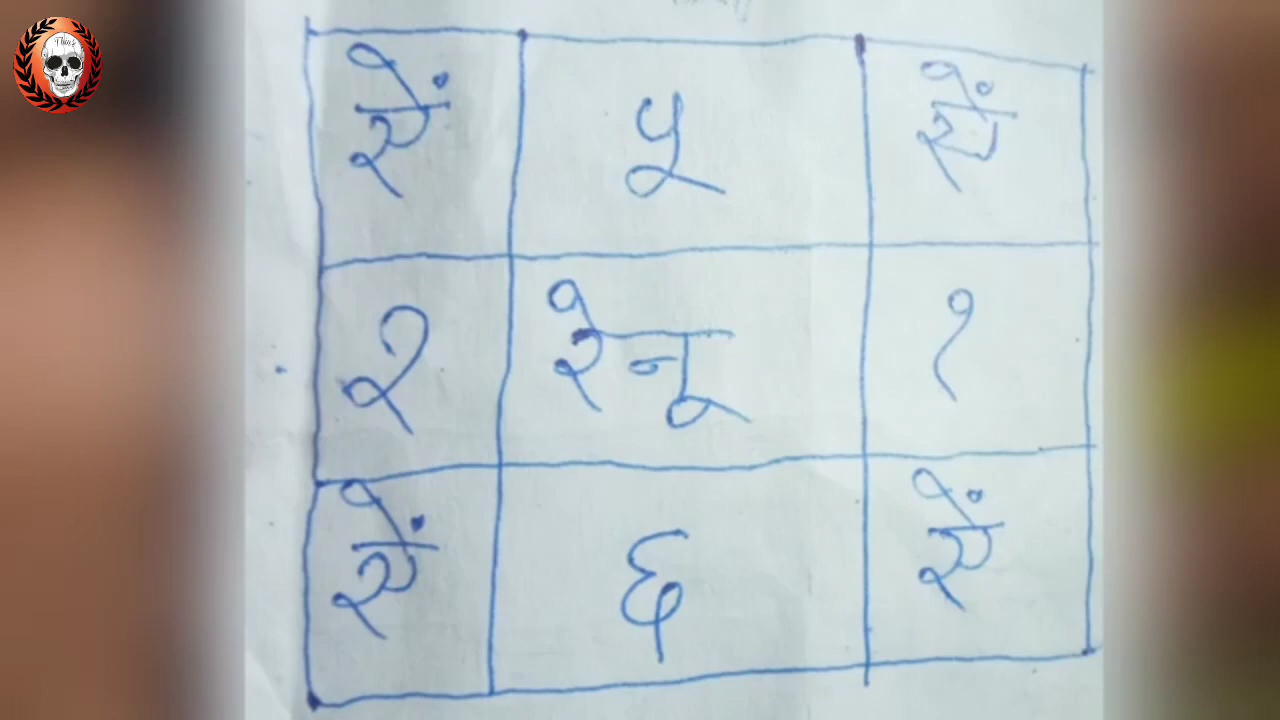 ऐं ५ ऐं
२ रेनू १
ऐं ६ ऐं